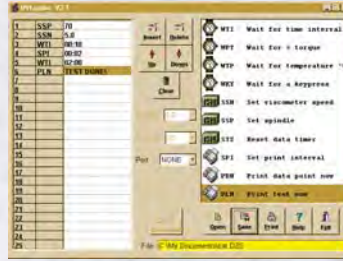 1 SSP 70
2 SSN 5.0
3 WTI 00:10
4 SPI 02:00
5 WTI 02:00
6 PLN TEST DONE!
7
8
9
10
11
12
13
14
15
16
17
18
19
20
21
22
23
24
25
Insert Delete
Up Down
Clear
Port NONE
WTI Wait for time interval
WPT Wait for % torque
WTP Wait for temperature
WKY Wait for a keypress
SSN Set viscometer speed
SSP Set spindle
STZ Reset data timer
SPI Set print interval
PDN Print data point now
PLN Print text now
Open Save Print Help Exit
File